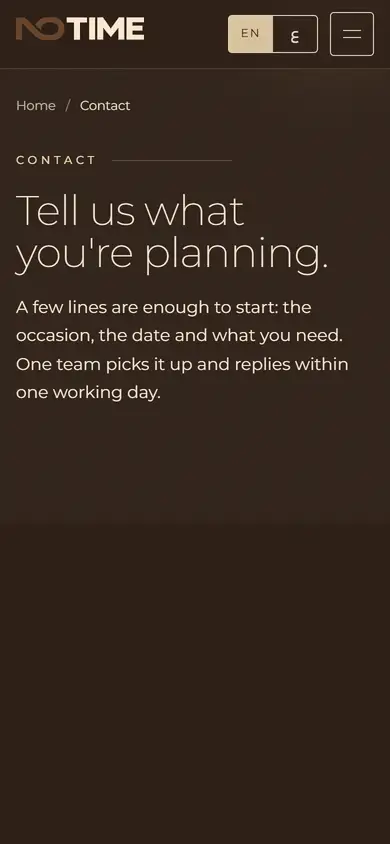 NOTIME
EN
ع
Home / Contact
CONTACT
Tell us what
you're planning.
A few lines are enough to start: the
occasion, the date and what you need.
One team picks it up and replies within
one working day.